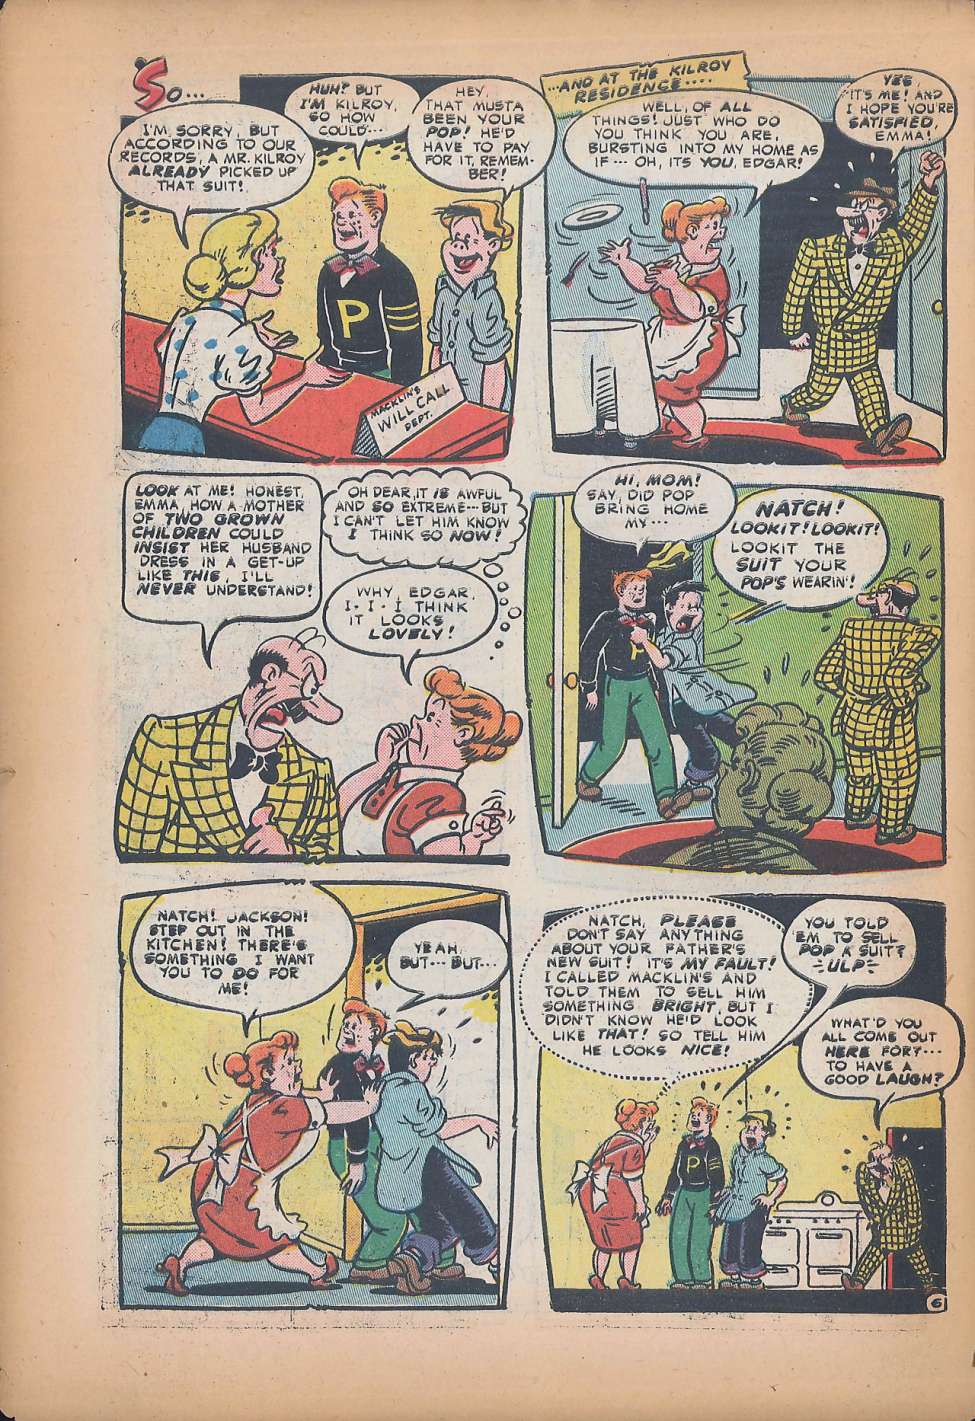 So...
I'M SORRY, BUT
ACCORDING TO OUR
RECORDS, A MR. KILROY
ALREADY PICKED UP
THAT SUIT!
HUH? BUT
I'M KILROY,
SO HOW
COULD---
HEY,
THAT MUSTA
BEEN YOUR
POP! HE'D
HAVE TO PAY
FOR IT, REMEM-
BER!
P
MACKLIN'S
WILL CALL
DEPT.
...AND AT THE KILROY
RESIDENCE....
WELL, OF ALL
THINGS! JUST WHO DO
YOU THINK YOU ARE,
BURSTING INTO MY HOME AS
IF--- OH, ITS YOU, EDGAR!
YES,
IT'S ME! AND
I HOPE YOU'RE
SATISFIED,
EMMA!
LOOK AT ME! HONEST,
EMMA, HOW A MOTHER
OF TWO GROWN
CHILDREN COULD
INSIST HER HUSBAND
DRESS IN A GET-UP
LIKE THIS, I'LL
NEVER UNDERSTAND!
OH DEAR, IT IS AWFUL
AND SO EXTREME---BUT
I CAN'T LET HIM KNOW
I THINK SO NOW!
WHY, EDGAR,
I-I-I THINK
IT LOOKS
LOVELY!
HI, MOM!
SAY, DID POP
BRING HOME
MY---
NATCH!
LOOKIT! LOOKIT!
LOOKIT THE
SUIT YOUR
POP'S WEARIN'!
P
NATCH! JACKSON!
STEP OUT IN THE
KITCHEN! THERE'S
SOMETHING I WANT
YOU TO DO FOR
ME!
YEAH,
BUT--- BUT---
NATCH, PLEASE
DON'T SAY ANYTHING
ABOUT YOUR FATHER'S
NEW SUIT! IT'S MY FAULT!
I CALLED MACKLIN'S AND
TOLD THEM TO SELL HIM
SOMETHING BRIGHT, BUT I
DIDN'T KNOW HE'D LOOK
LIKE THAT! SO TELL HIM
HE LOOKS NICE!
YOU TOLD
'EM TO SELL
POP A SUIT?
-ULP-
WHAT'D YOU
ALL COME OUT
HERE FOR?---
TO HAVE A
GOOD LAUGH?
P
6